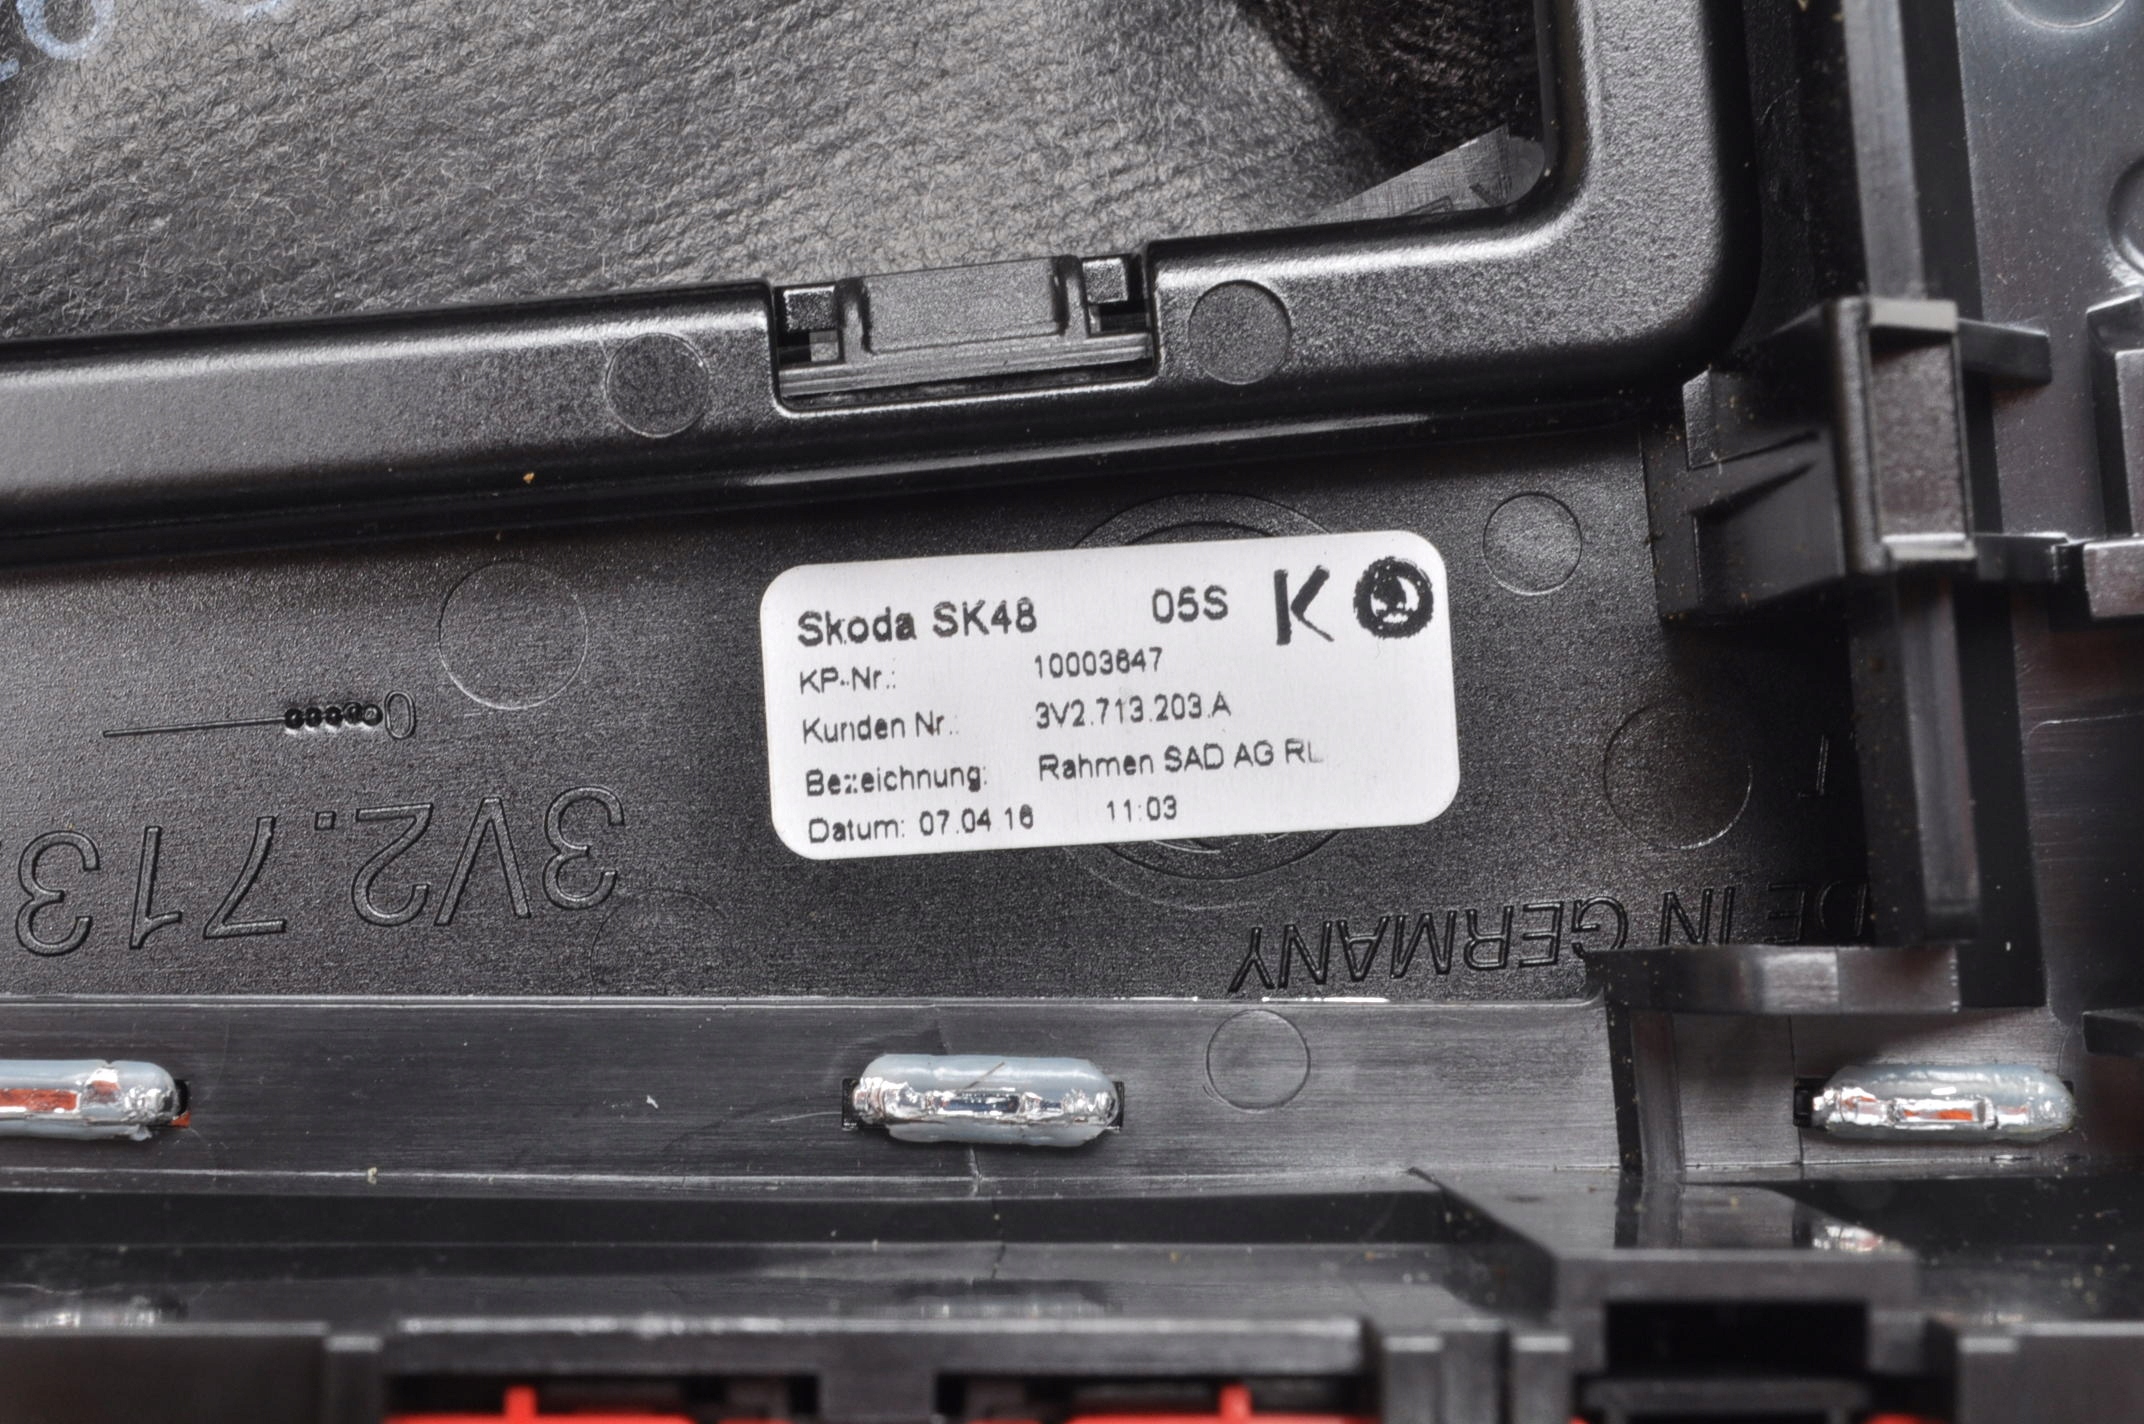 Skoda SK48 05S K
KP-Nr.: 10003647
Kunden Nr.: 3V2.713.203.A
Bezeichnung: Rahmen SAD AG RL
Datum: 07.04.16 11:03
3V2.713
DE IN GERMANY